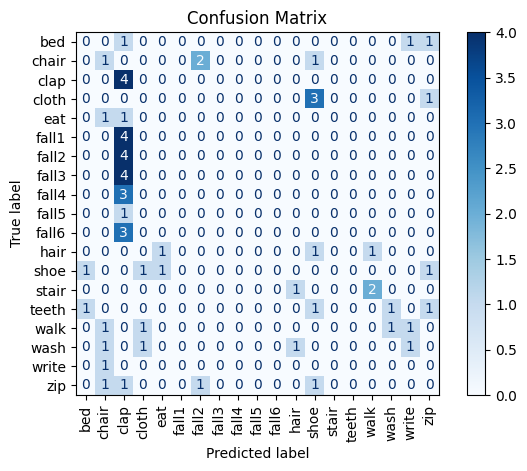 Confusion Matrix
True label
bed 0 0 1 0 0 0 0 0 0 0 0 0 0 0 0 0 0 1 1
chair 0 1 0 0 0 0 2 0 0 0 0 0 1 0 0 0 0 0 0
clap 0 0 4 0 0 0 0 0 0 0 0 0 0 0 0 0 0 0 0
cloth 0 0 0 0 0 0 0 0 0 0 0 0 3 0 0 0 0 0 1
eat 0 1 1 0 0 0 0 0 0 0 0 0 0 0 0 0 0 0 0
fall1 0 0 4 0 0 0 0 0 0 0 0 0 0 0 0 0 0 0 0
fall2 0 0 4 0 0 0 0 0 0 0 0 0 0 0 0 0 0 0 0
fall3 0 0 4 0 0 0 0 0 0 0 0 0 0 0 0 0 0 0 0
fall4 0 0 3 0 0 0 0 0 0 0 0 0 0 0 0 0 0 0 0
fall5 0 0 1 0 0 0 0 0 0 0 0 0 0 0 0 0 0 0 0
fall6 0 0 3 0 0 0 0 0 0 0 0 0 0 0 0 0 0 0 0
hair 0 0 0 0 1 0 0 0 0 0 0 0 1 0 0 1 0 0 0
shoe 1 0 0 1 1 0 0 0 0 0 0 0 0 0 0 0 0 0 1
stair 0 0 0 0 0 0 0 0 0 0 0 1 0 0 0 2 0 0 0
teeth 1 0 0 0 0 0 0 0 0 0 0 0 1 0 0 0 1 0 1
walk 0 1 0 1 0 0 0 0 0 0 0 0 0 0 0 0 1 1 0
wash 0 1 0 1 0 0 0 0 0 0 0 1 0 0 0 0 0 1 0
write 0 1 0 0 0 0 0 0 0 0 0 0 0 0 0 0 0 0 0
zip 0 1 1 0 0 0 1 0 0 0 0 0 1 0 0 0 0 0 0
bed chair clap cloth eat fall1 fall2 fall3 fall4 fall5 fall6 hair shoe stair teeth walk wash write zip
Predicted label
4.0
3.5
3.0
2.5
2.0
1.5
1.0
0.5
0.0